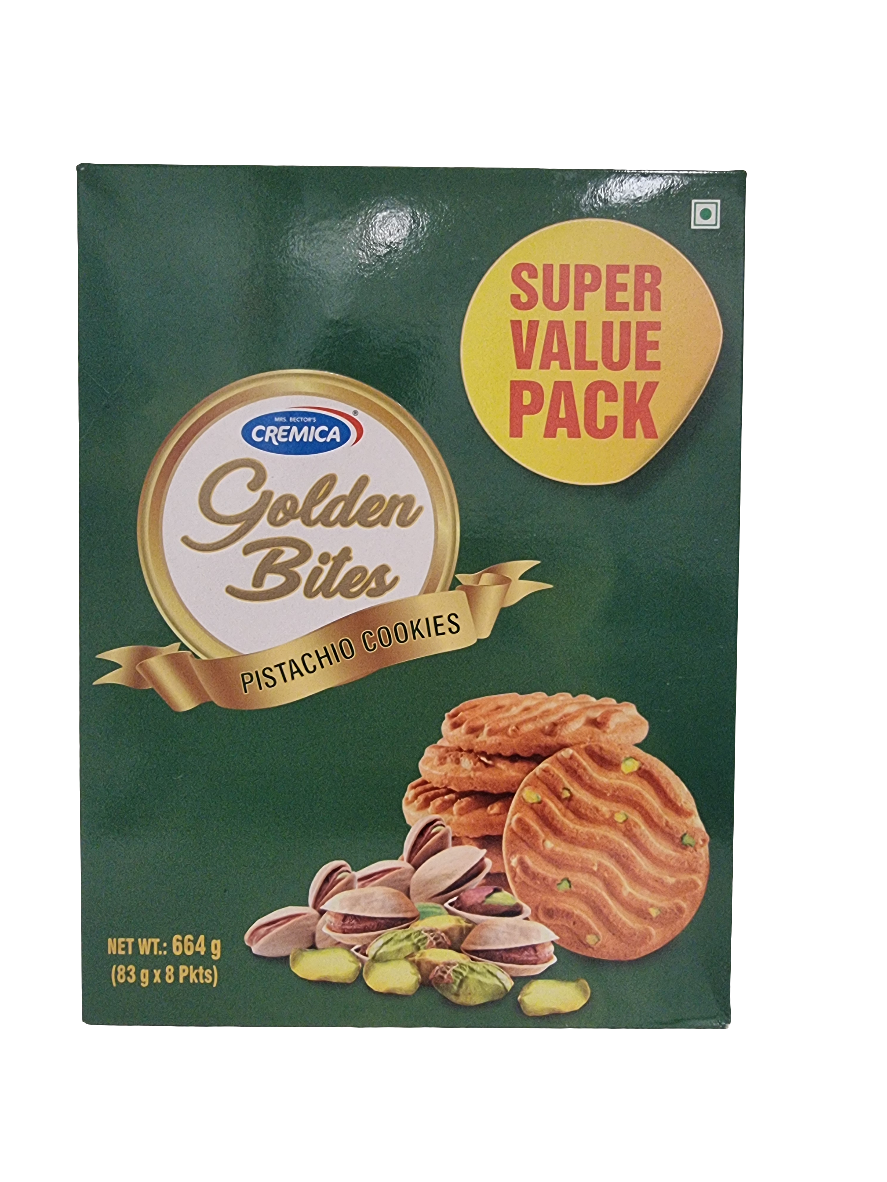 SUPER
VALUE
PACK
MRS. BECTOR'S
CREMICA®
Golden
Bites
PISTACHIO COOKIES
NET WT.: 664 g
(83 g x 8 Pkts)